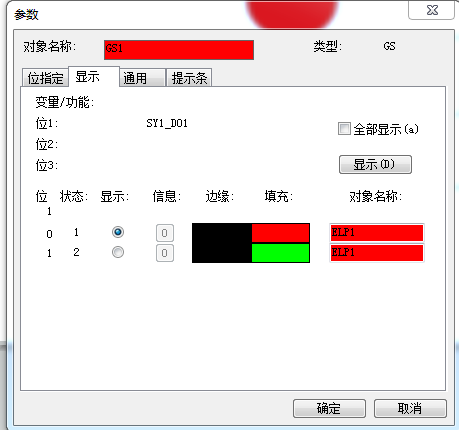 参数
对象名称: GS1 类型: GS
位指定 显示 通用 提示条
变量/功能:
位1: SY1_DO1
全部显示(a)
位2:
位3:
显示(D)
位 状态: 显示: 信息: 边缘: 填充: 对象名称:
1
0 1 0 ELP1
1 2 0 ELP1
确定 取消